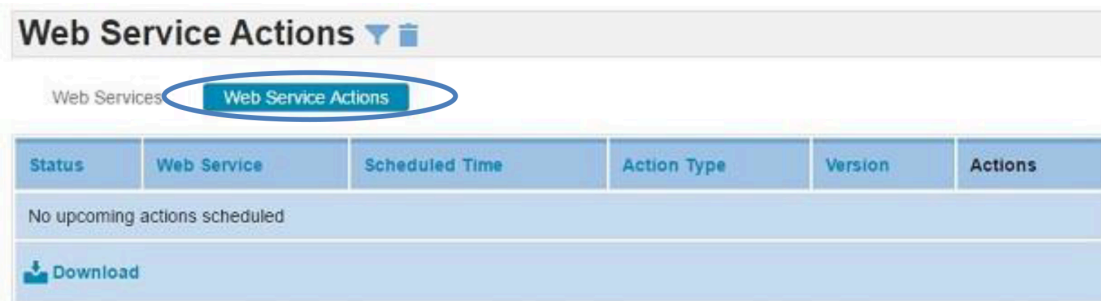 Web Service Actions
Web Services Web Service Actions
Status Web Service Scheduled Time Action Type Version Actions
No upcoming actions scheduled
Download